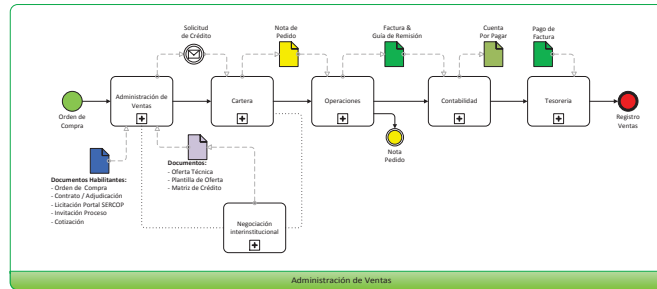 Solicitud
de Crédito
Nota de
Pedido
Factura &
Guía de Remisión
Cuenta
Por Pagar
Pago de
Factura
Administración de
Ventas
Cartera
Operaciones
Contabilidad
Tesoreria
Orden de
Compra
Registro
Ventas
Nota
Pedido
Documentos Habilitantes:
- Orden de Compra
- Contrato / Adjudicación
- Licitación Portal SERCOP
- Invitación Proceso
- Cotización
Documentos:
- Oferta Técnica
- Plantilla de Oferta
- Matriz de Crédito
Negociación
interinstitucional
Administración de Ventas